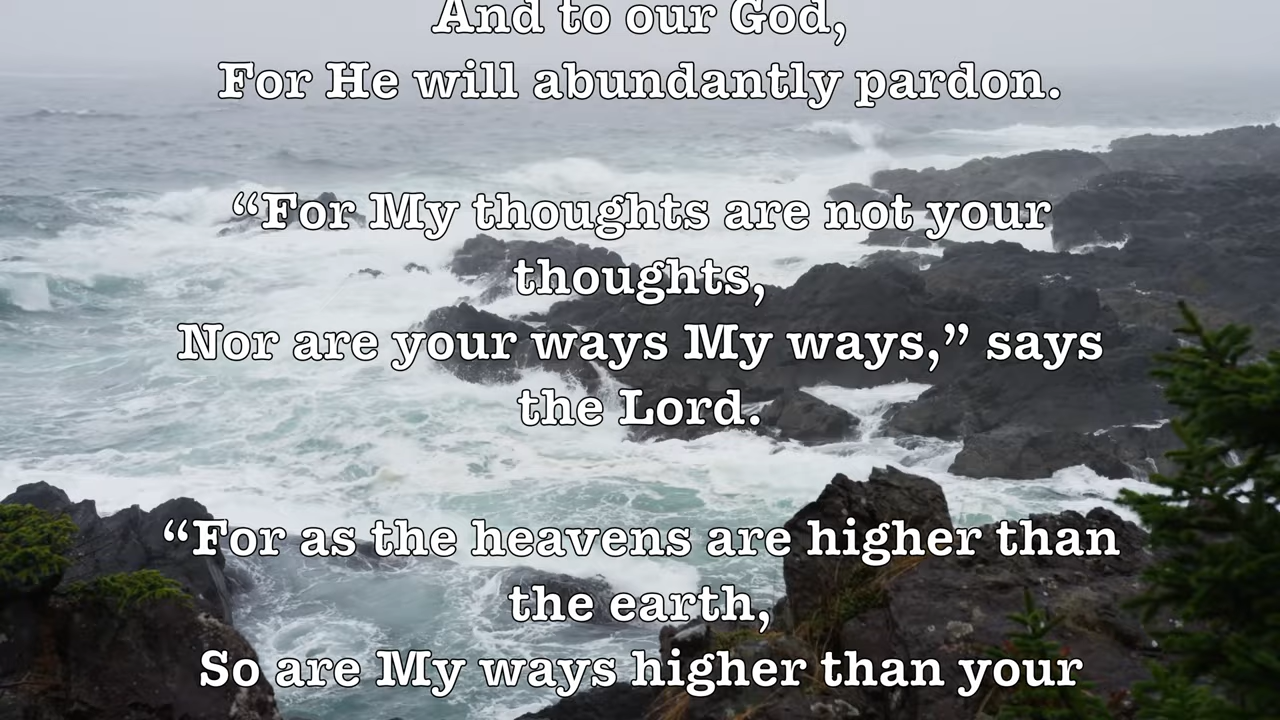 And to our God,
For He will abundantly pardon.
“For My thoughts are not your
thoughts,
Nor are your ways My ways,” says
the Lord.
“For as the heavens are higher than
the earth,
So are My ways higher than your